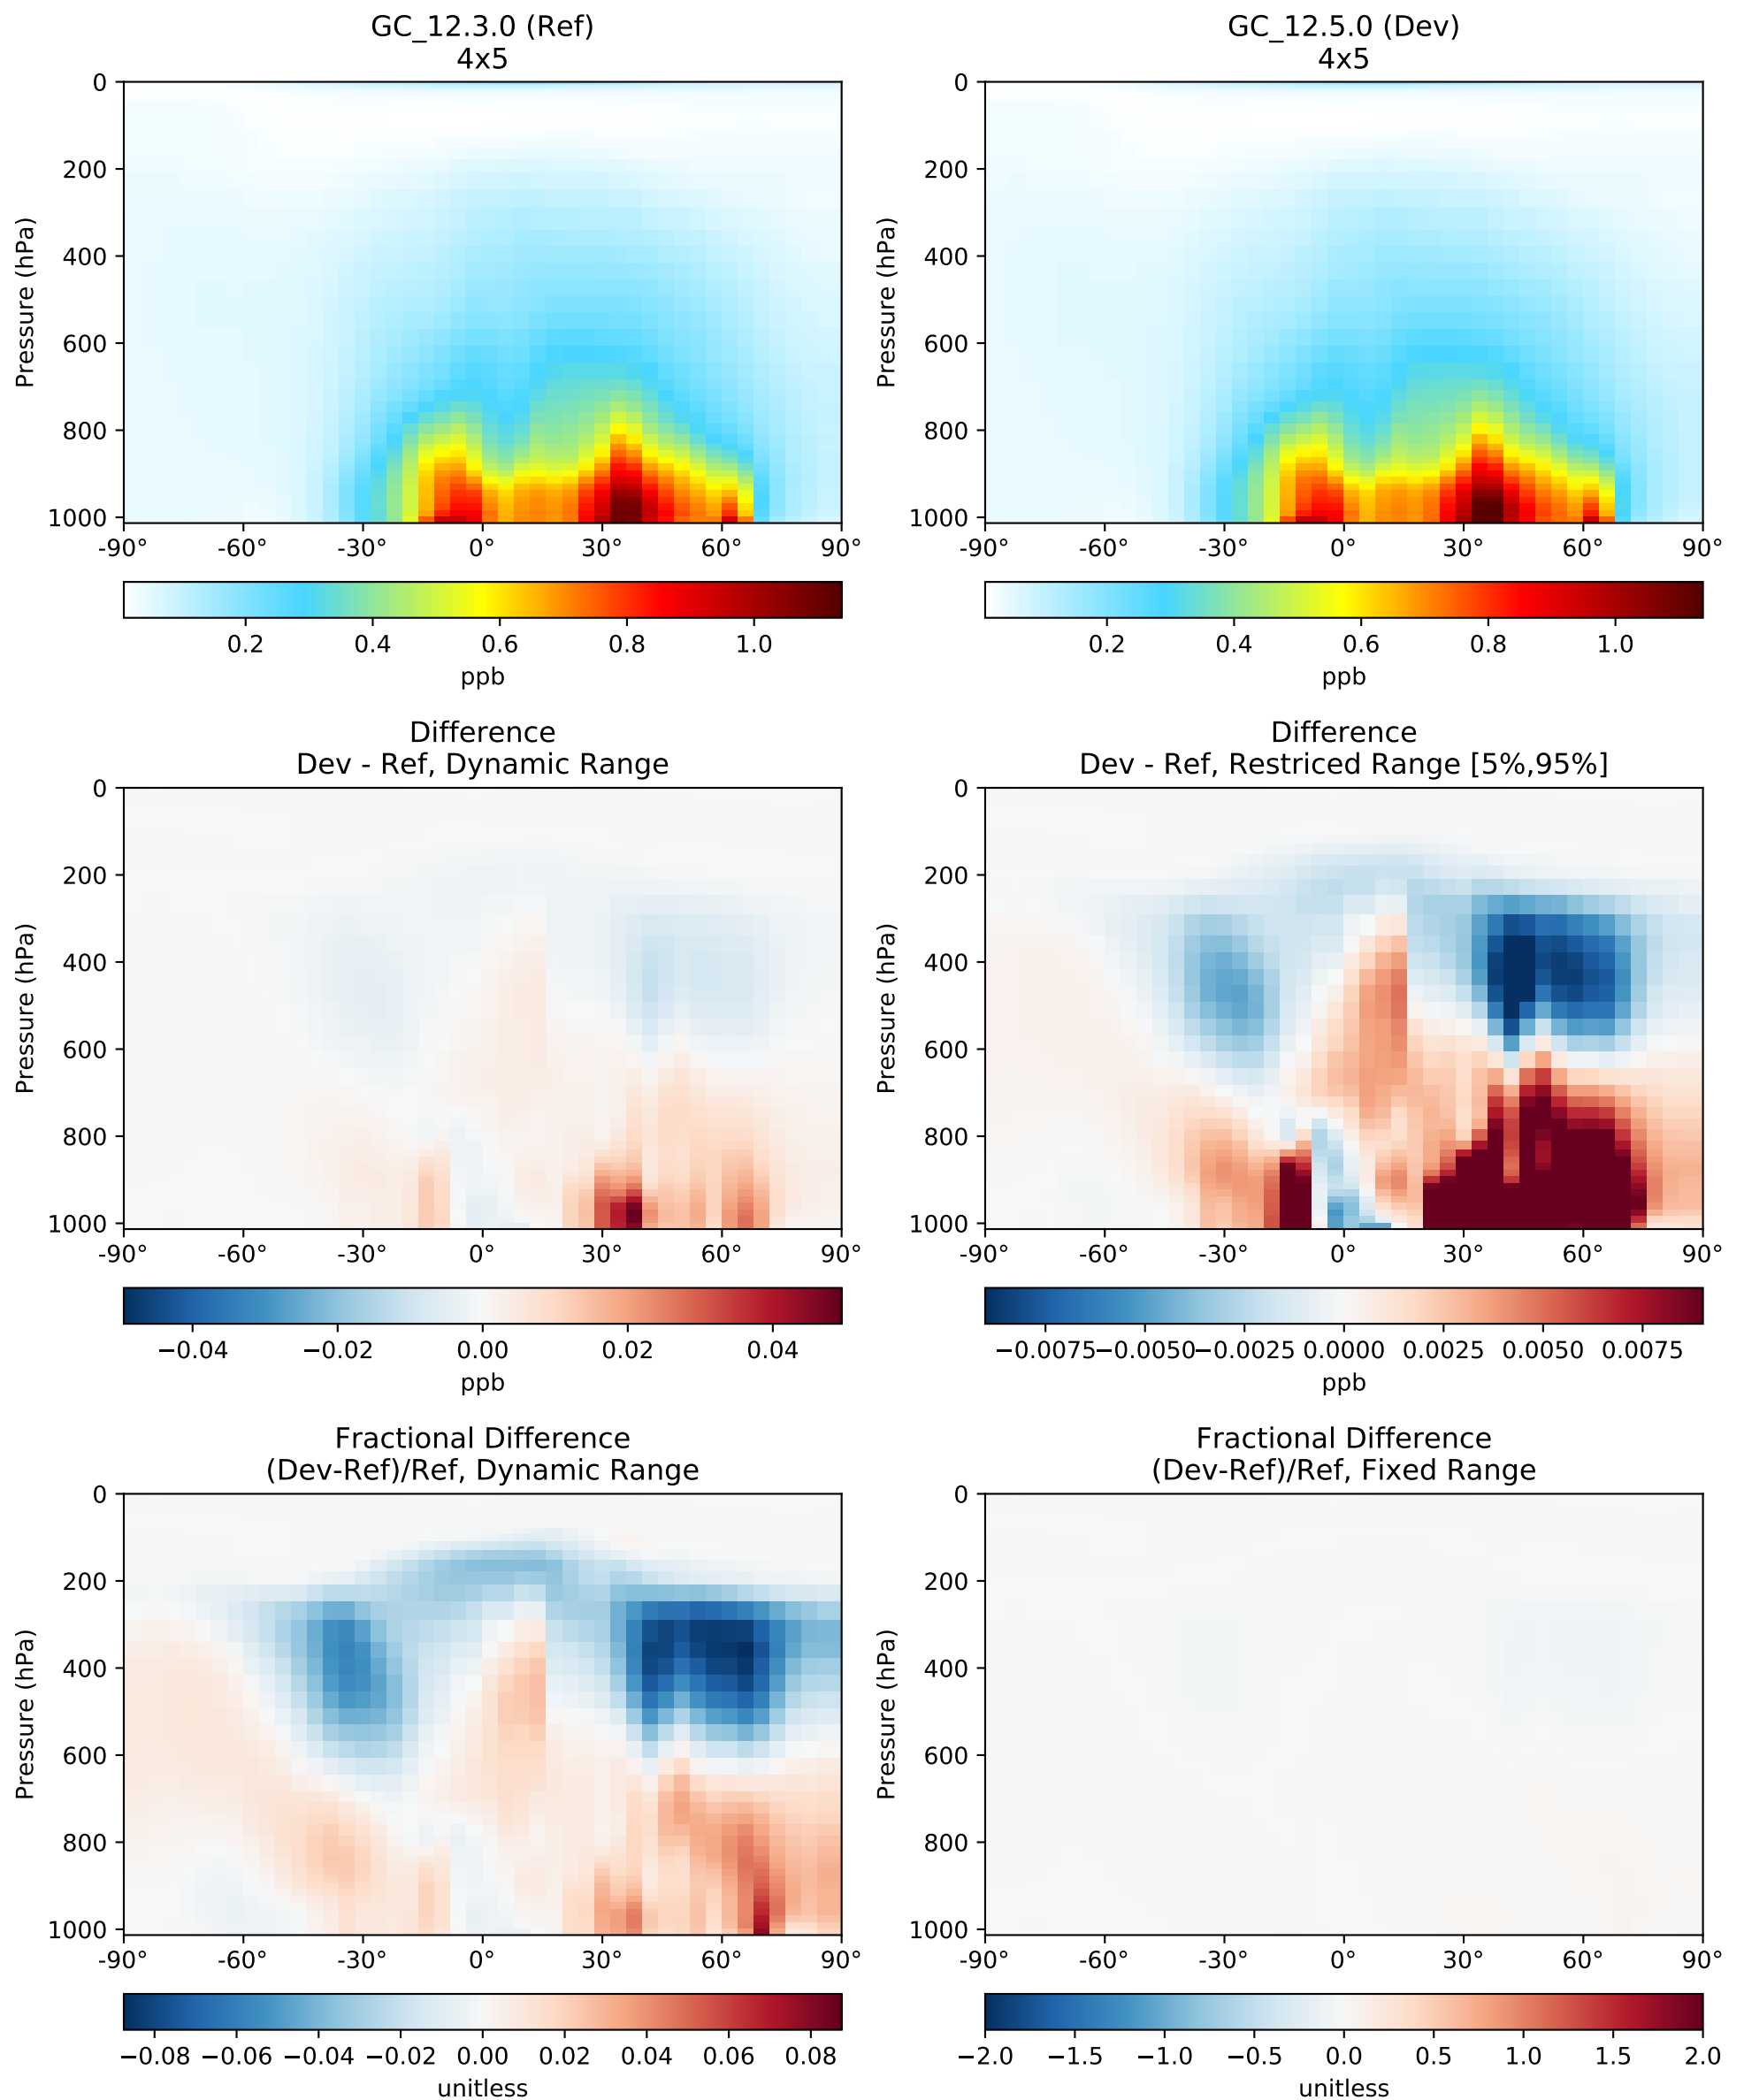 GC_12.3.0 (Ref)
4x5
GC_12.5.0 (Dev)
4x5
Pressure (hPa)
0
200
400
600
800
1000
-90° -60° -30° 0° 30° 60° 90°
0.2 0.4 0.6 0.8 1.0
ppb
Pressure (hPa)
0
200
400
600
800
1000
-90° -60° -30° 0° 30° 60° 90°
0.2 0.4 0.6 0.8 1.0
ppb
Difference
Dev - Ref, Dynamic Range
Pressure (hPa)
0
200
400
600
800
1000
-90° -60° -30° 0° 30° 60° 90°
−0.04 −0.02 0.00 0.02 0.04
ppb
Difference
Dev - Ref, Restriced Range [5%,95%]
Pressure (hPa)
0
200
400
600
800
1000
-90° -60° -30° 0° 30° 60° 90°
−0.0075 −0.0050 −0.0025 0.0000 0.0025 0.0050 0.0075
ppb
Fractional Difference
(Dev-Ref)/Ref, Dynamic Range
Pressure (hPa)
0
200
400
600
800
1000
-90° -60° -30° 0° 30° 60° 90°
−0.08 −0.06 −0.04 −0.02 0.00 0.02 0.04 0.06 0.08
unitless
Fractional Difference
(Dev-Ref)/Ref, Fixed Range
Pressure (hPa)
0
200
400
600
800
1000
-90° -60° -30° 0° 30° 60° 90°
−2.0 −1.5 −1.0 −0.5 0.0 0.5 1.0 1.5 2.0
unitless